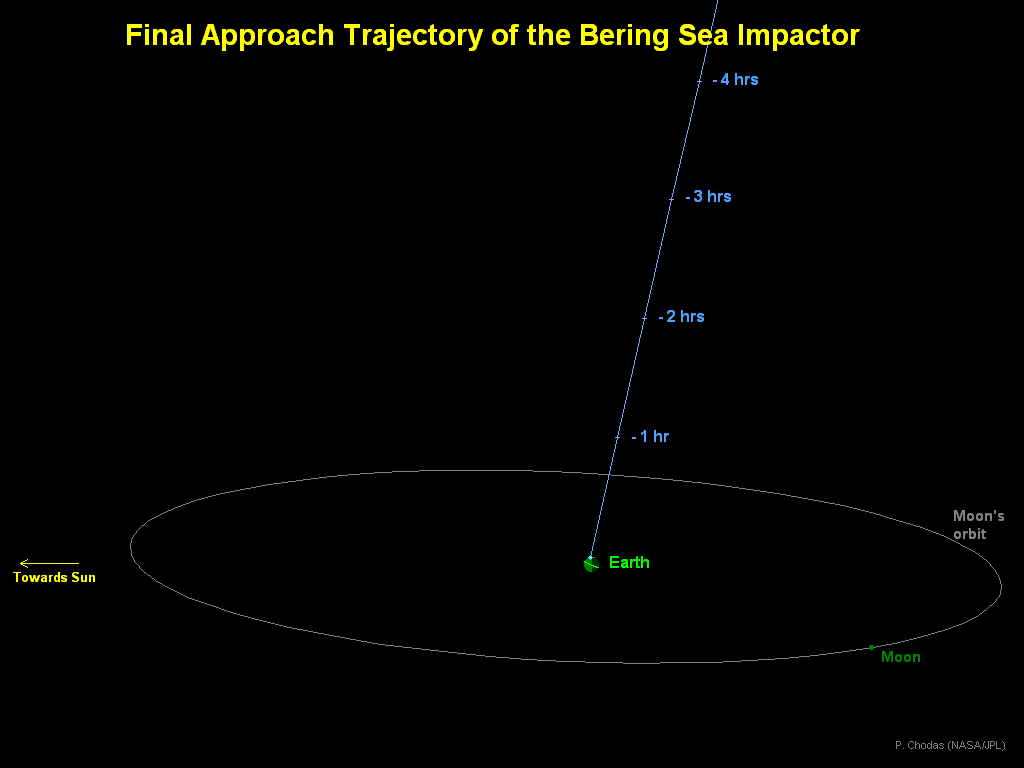 Final Approach Trajectory of the Bering Sea Impactor
- 4 hrs
- 3 hrs
- 2 hrs
- 1 hr
Moon's
orbit
Earth
Towards Sun
Moon
P. Chodas (NASA/JPL)